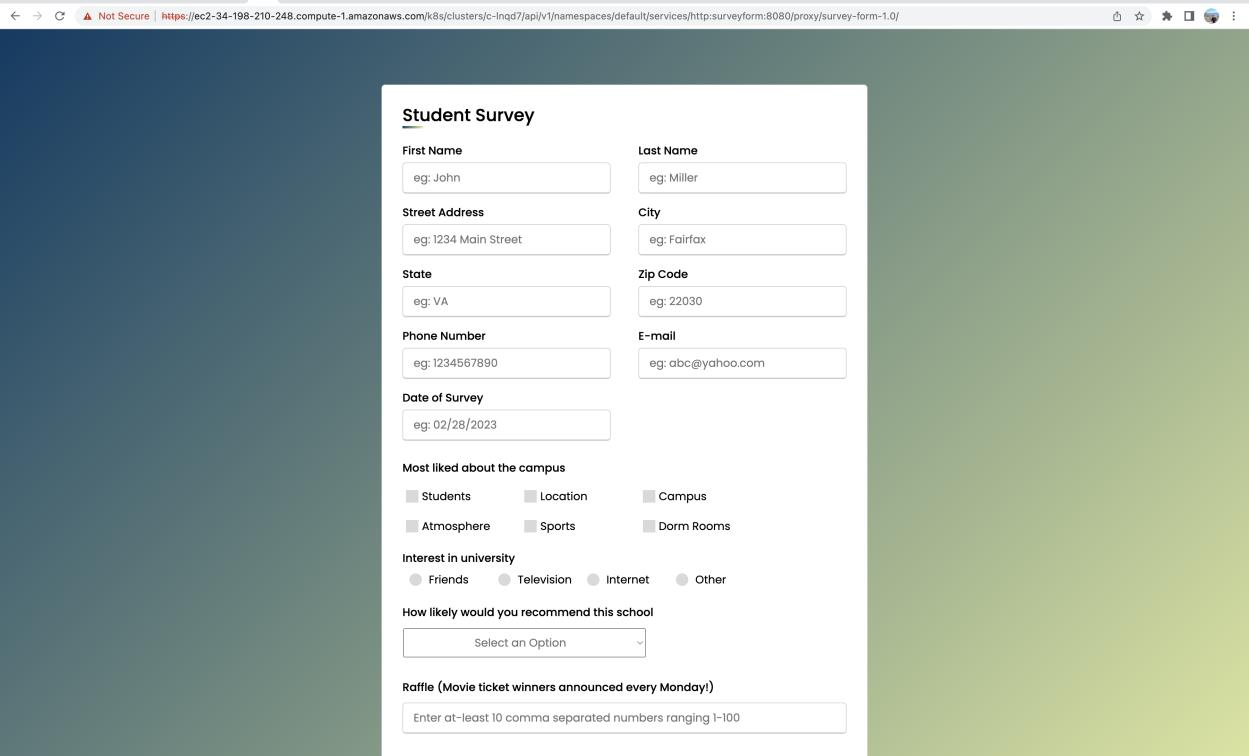 Not Secure | https://ec2-34-198-210-248.compute-1.amazonaws.com/k8s/clusters/c-lnqd7/api/v1/namespaces/default/services/http:surveyform:8080/proxy/survey-form-1.0/
Student Survey
First Name Last Name
eg: John eg: Miller
Street Address City
eg: 1234 Main Street eg: Fairfax
State Zip Code
eg: VA eg: 22030
Phone Number E-mail
eg: 1234567890 eg: abc@yahoo.com
Date of Survey
eg: 02/28/2023
Most liked about the campus
Students Location Campus
Atmosphere Sports Dorm Rooms
Interest in university
Friends Television Internet Other
How likely would you recommend this school
Select an Option
Raffle (Movie ticket winners announced every Monday!)
Enter at-least 10 comma separated numbers ranging 1-100